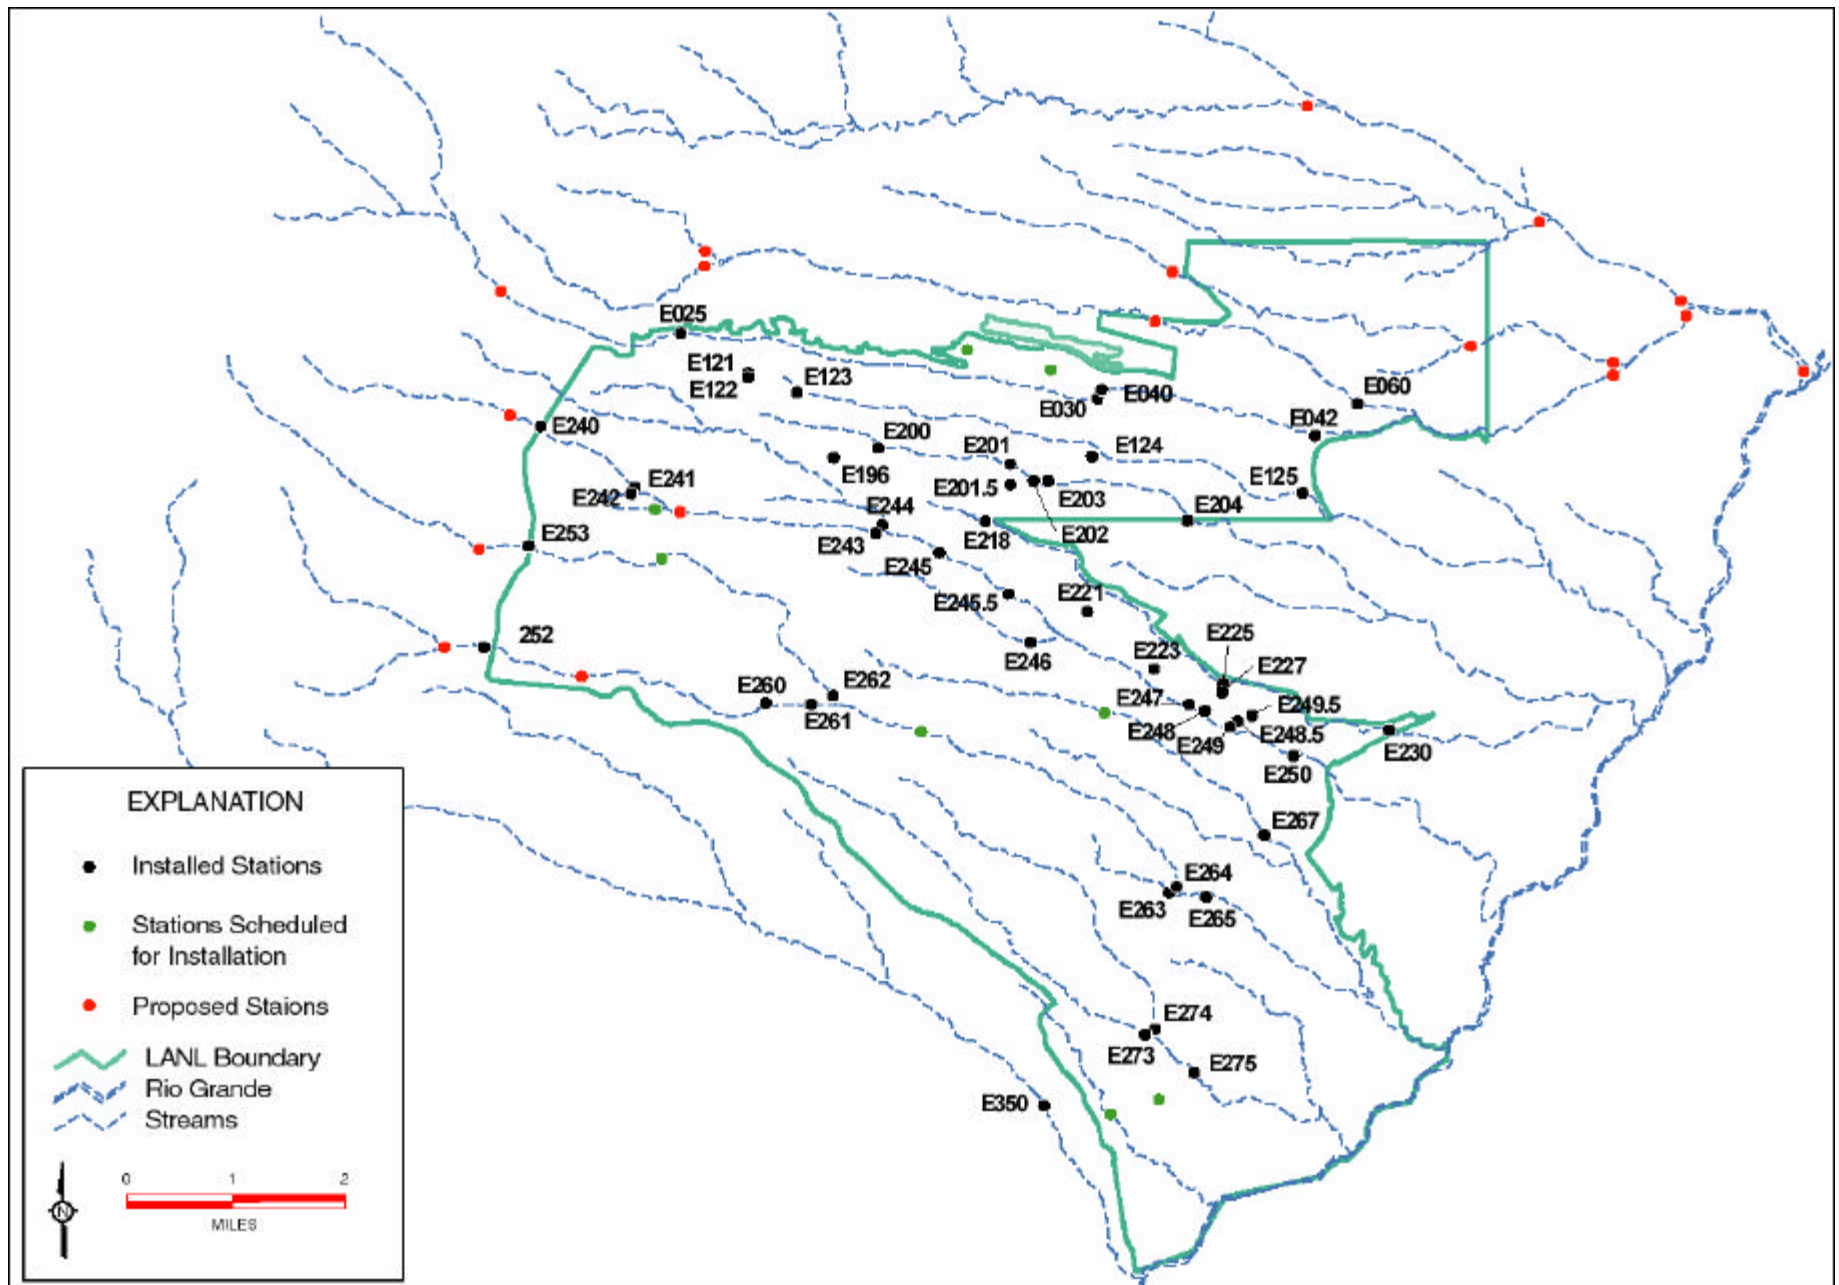 E025
E121
E122
E123
E030
E040
E060
E042
E240
E200
E201
E124
E196
E201.5
E203
E125
E241
E242
E244
E204
E243
E218
E202
E253
E245
E245.5
E221
252
E246
E223
E225
E227
E260
E262
E261
E247
E248
E249
E249.5
E248.5
E230
E250
E267
E264
E263
E265
E274
E273
E275
E350
EXPLANATION
Installed Stations
Stations Scheduled
for Installation
Proposed Staions
LANL Boundary
Rio Grande
Streams
N
0 1 2
MILES